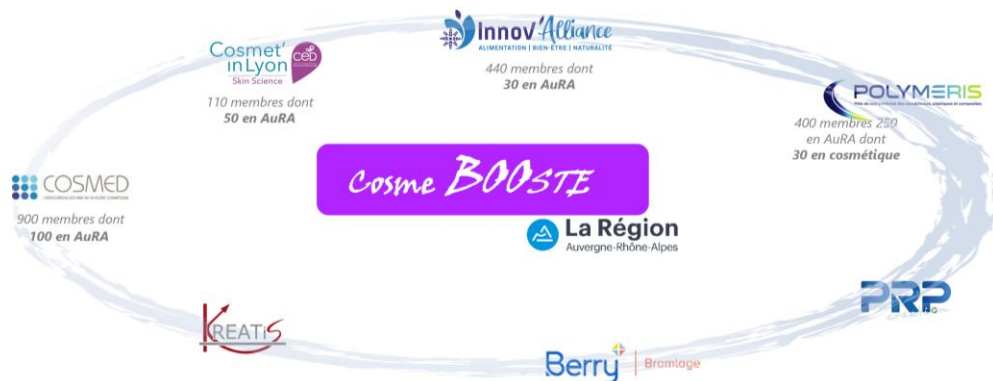 Innov'Alliance
ALIMENTATION | BIEN-ÊTRE | NATURALITÉ
440 membres dont
30 en AuRA
Cosmet'
inLyon
Skin Science
ced
110 membres dont
50 en AuRA
POLYMERIS
400 membres 250
en AuRA dont
30 en cosmétique
Cosme BOOSTE
COSMED
900 membres dont
100 en AuRA
La Région
Auvergne-Rhône-Alpes
PRP
KREATiS
Berry | Bramlage